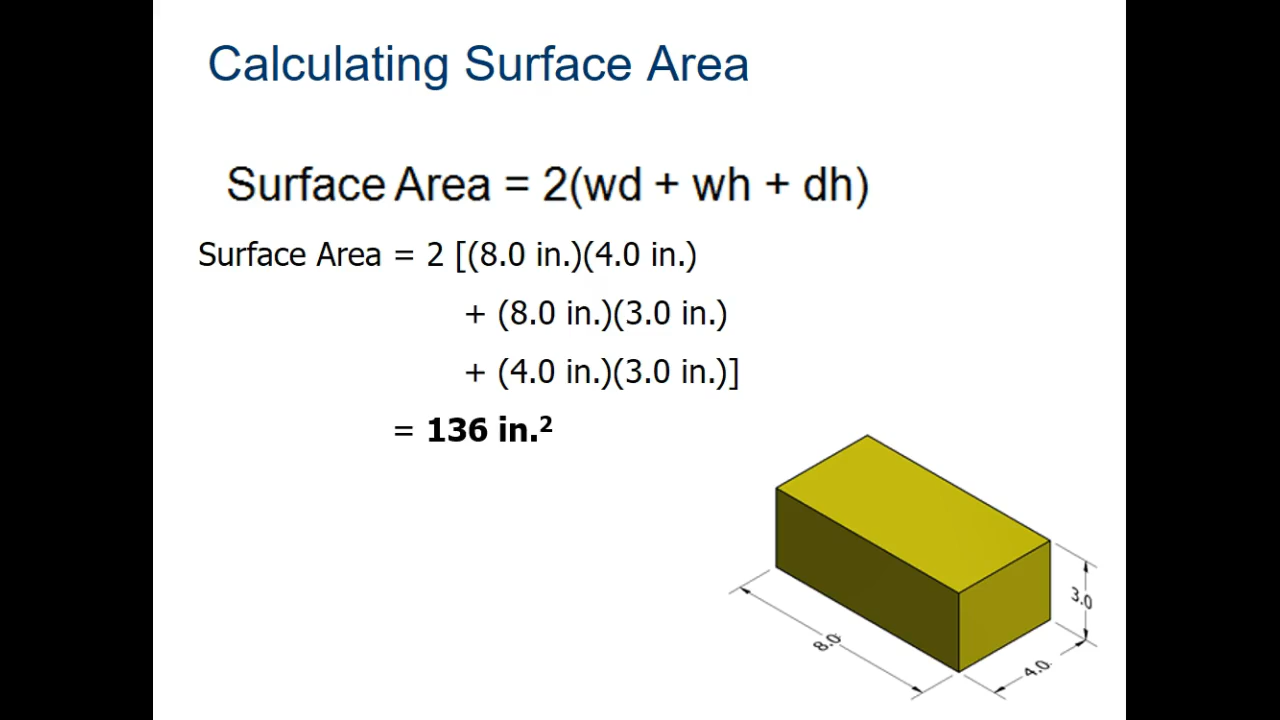 Calculating Surface Area
Surface Area = 2(wd + wh + dh)
Surface Area = 2 [(8.0 in.)(4.0 in.)
+ (8.0 in.)(3.0 in.)
+ (4.0 in.)(3.0 in.)]
= 136 in.²
3.0
8.0
4.0